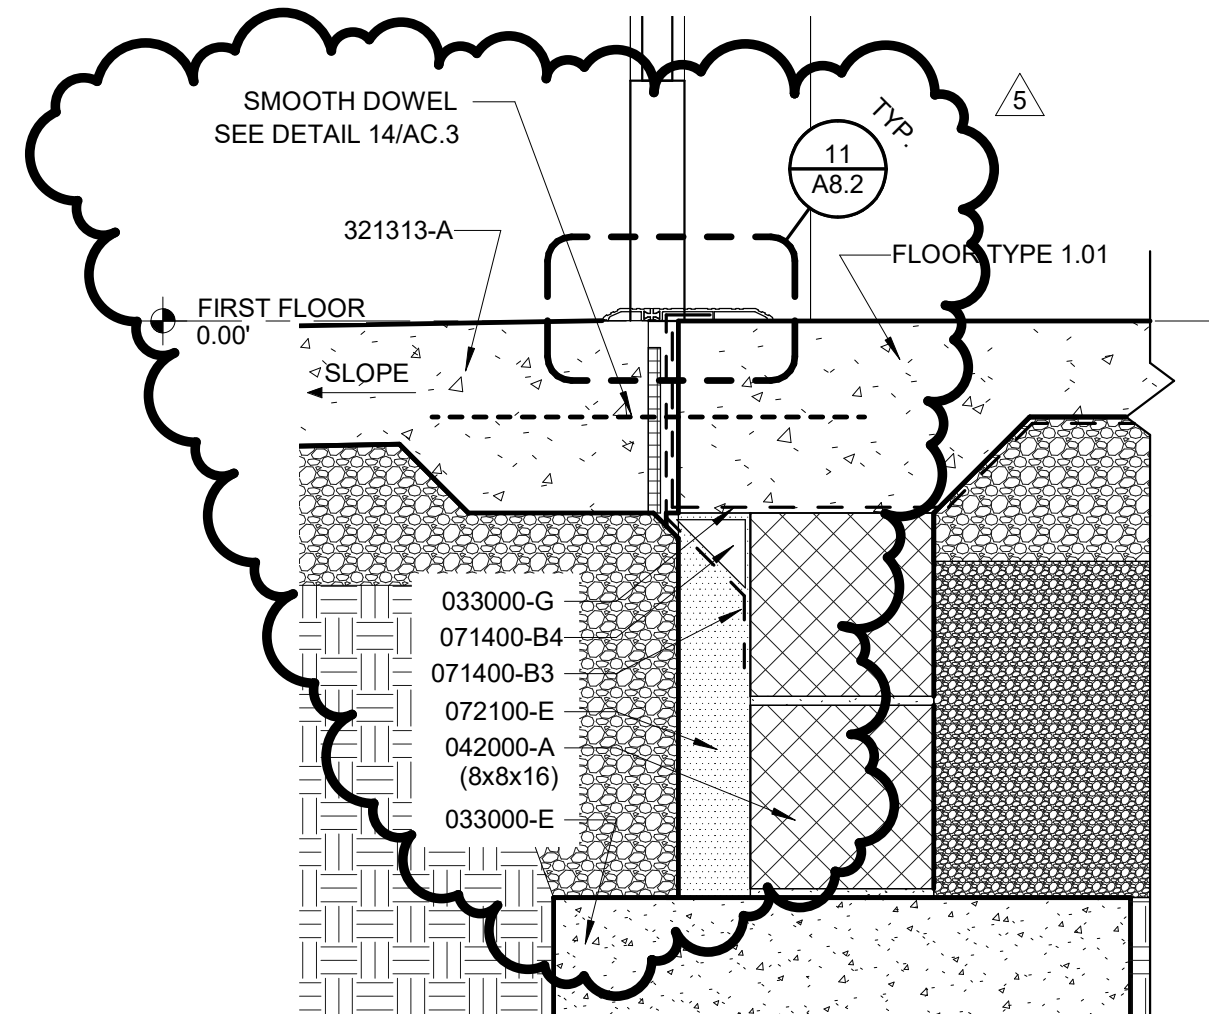 SMOOTH DOWEL
SEE DETAIL 14/AC.3
5
TYP.
11
A8.2
321313-A
FLOOR TYPE 1.01
FIRST FLOOR
0.00'
SLOPE
033000-G
071400-B4
071400-B3
072100-E
042000-A
(8x8x16)
033000-E